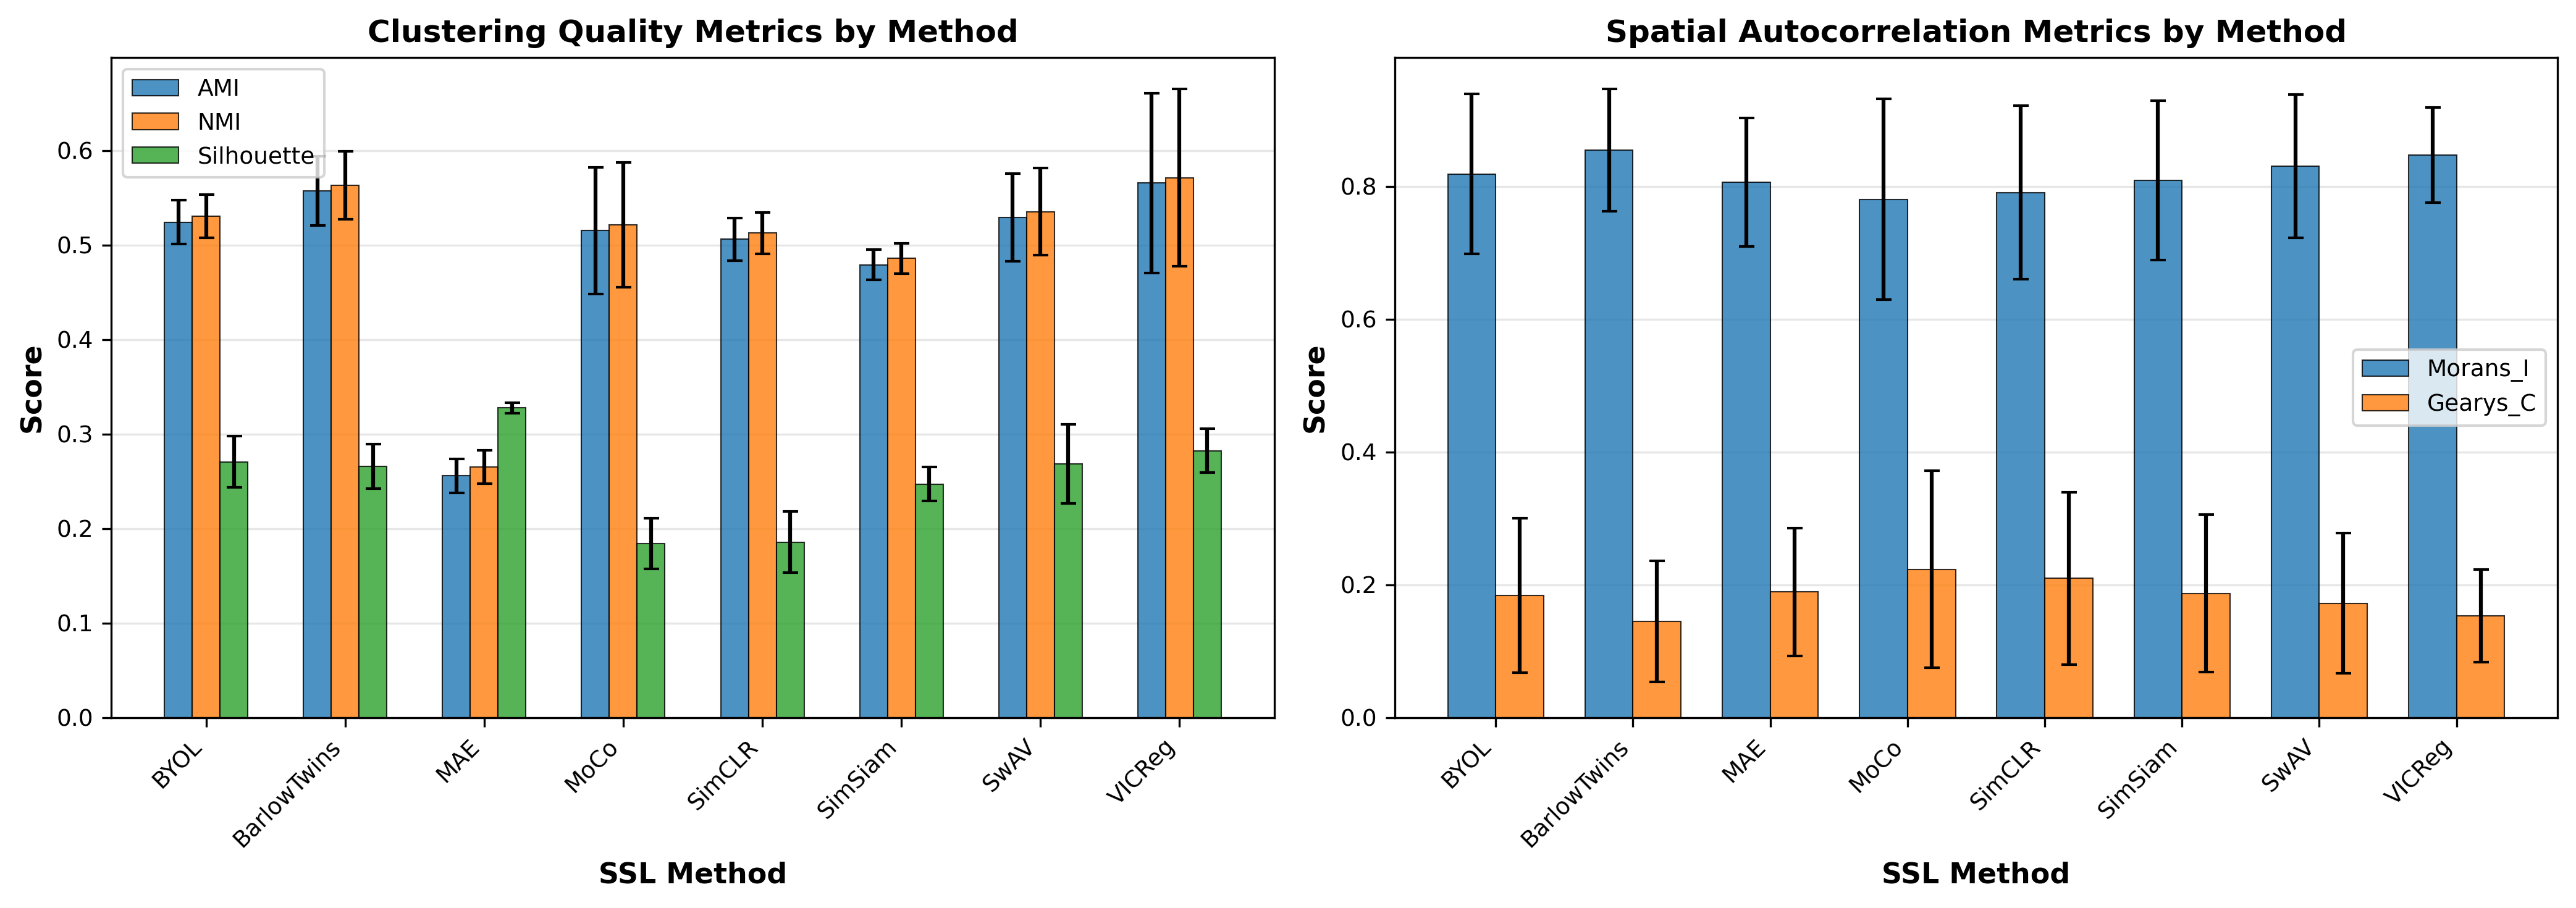 Clustering Quality Metrics by Method
AMI
NMI
Silhouette
Score
0.6
0.5
0.4
0.3
0.2
0.1
0.0
BYOL
BarlowTwins
MAE
MoCo
SimCLR
SimSiam
SwAV
VICReg
SSL Method
Spatial Autocorrelation Metrics by Method
Morans_I
Gearys_C
Score
0.8
0.6
0.4
0.2
0.0
BYOL
BarlowTwins
MAE
MoCo
SimCLR
SimSiam
SwAV
VICReg
SSL Method